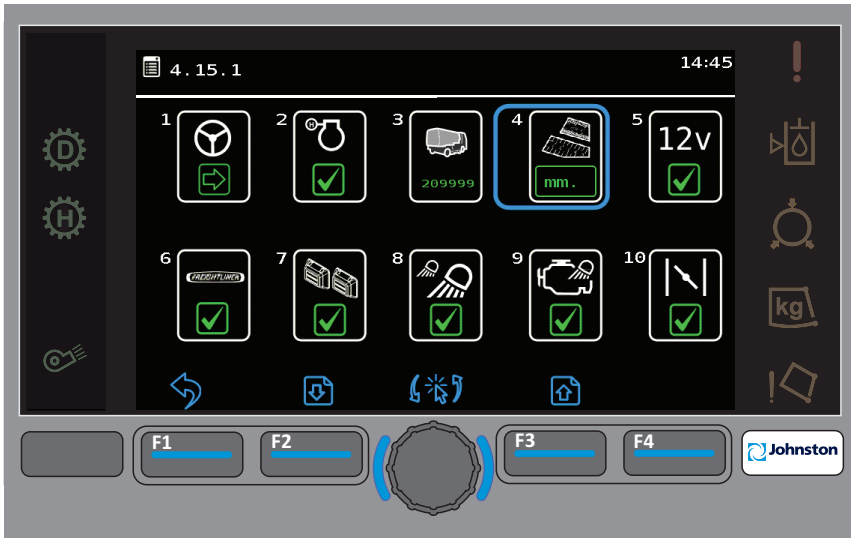 4.15.1 14:45
1 2 3 4 5
12v
209999 mm.
6 7 8 9 10
FREIGHTLINER
D
H
H
kg
F1 F2 F3 F4
Johnston